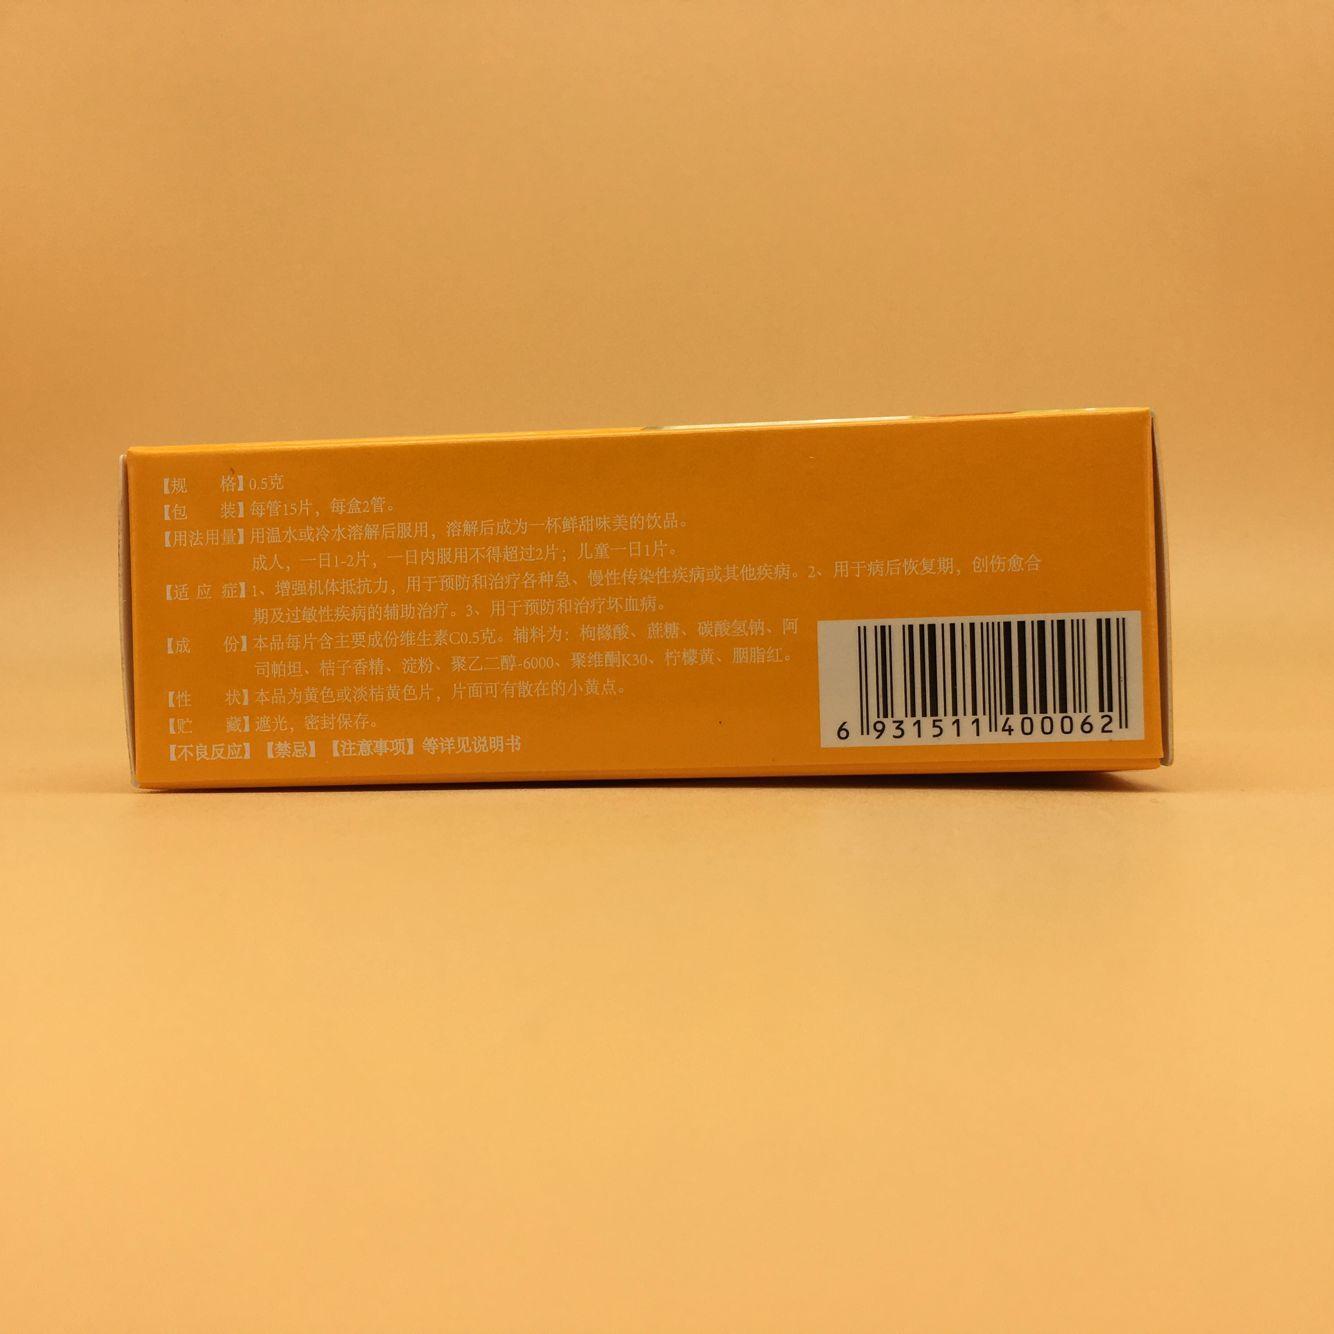 【规　格】0.5克
【包　装】每管15片，每盒2管。
【用法用量】用温水或冷水溶解后服用，溶解后成为一杯鲜甜味美的饮品。
成人，一日1-2片，一日内服用不得超过2片；儿童一日1片。
【适 应 症】1、增强机体抵抗力，用于预防和治疗各种急、慢性传染性疾病或其他疾病。2、用于病后恢复期，创伤愈合
期及过敏性疾病的辅助治疗。3、用于预防和治疗坏血病。
【成　份】本品每片含主要成份维生素C0.5克。辅料为：枸橼酸、蔗糖、碳酸氢钠、阿
司帕坦、桔子香精、淀粉、聚乙二醇-6000、聚维酮K30、柠檬黄、胭脂红。
【性　状】本品为黄色或淡桔黄色片，片面可有散在的小黄点。
【贮　藏】遮光，密封保存。
【不良反应】【禁忌】【注意事项】等详见说明书
6 931511 400062